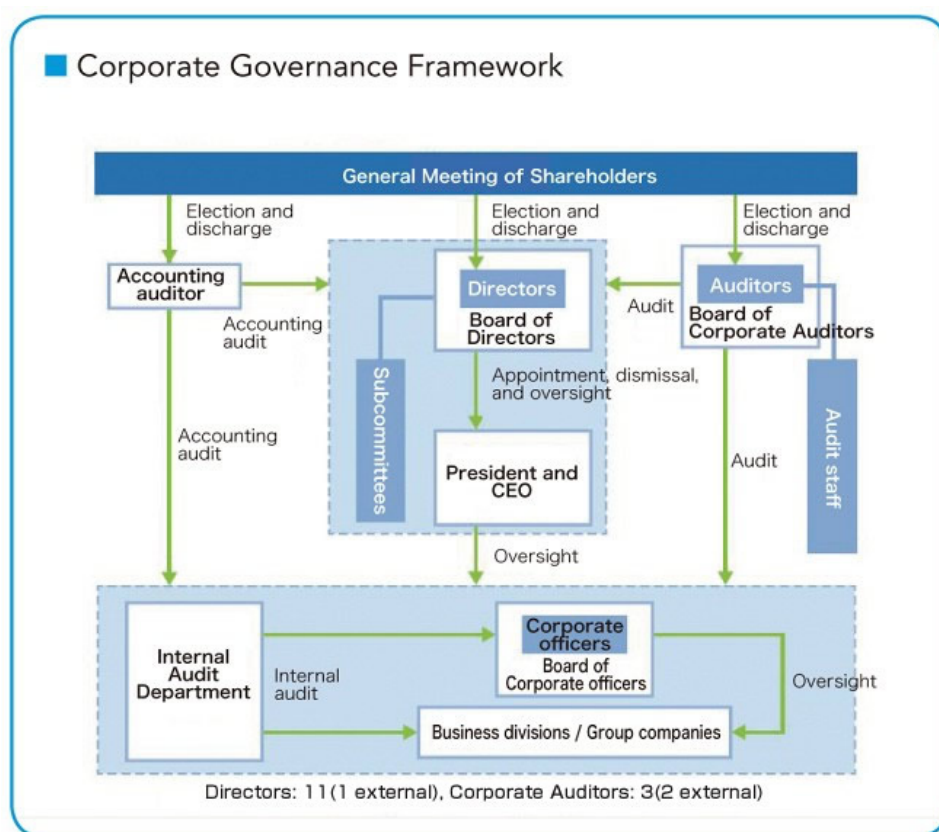 Corporate Governance Framework
General Meeting of Shareholders
Election and
discharge
Election and
discharge
Election and
discharge
Accounting
auditor
Accounting
audit
Directors
Board of
Directors
Audit
Auditors
Board of
Corporate Auditors
Subcommittees
Appointment, dismissal,
and oversight
Audit staff
Accounting
audit
President and
CEO
Audit
Oversight
Internal
Audit
Department
Internal
audit
Corporate
officers
Board of
Corporate officers
Oversight
Business divisions / Group companies
Directors: 11(1 external), Corporate Auditors: 3(2 external)